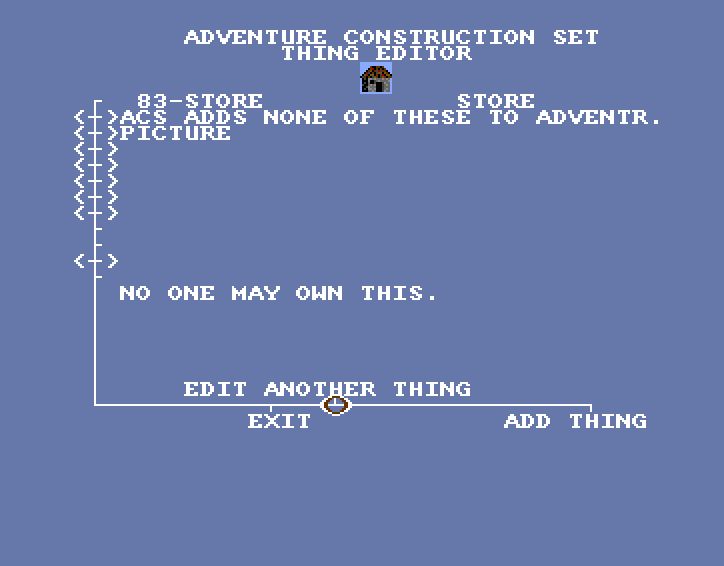 ADVENTURE CONSTRUCTION SET
THING EDITOR
83-STORE STORE
<+>ACS ADDS NONE OF THESE TO ADVENTR.
<+>PICTURE
<+>
<+>
<+>
<+>
<+>
<+>
NO ONE MAY OWN THIS.
EDIT ANOTHER THING
EXIT ADD THING